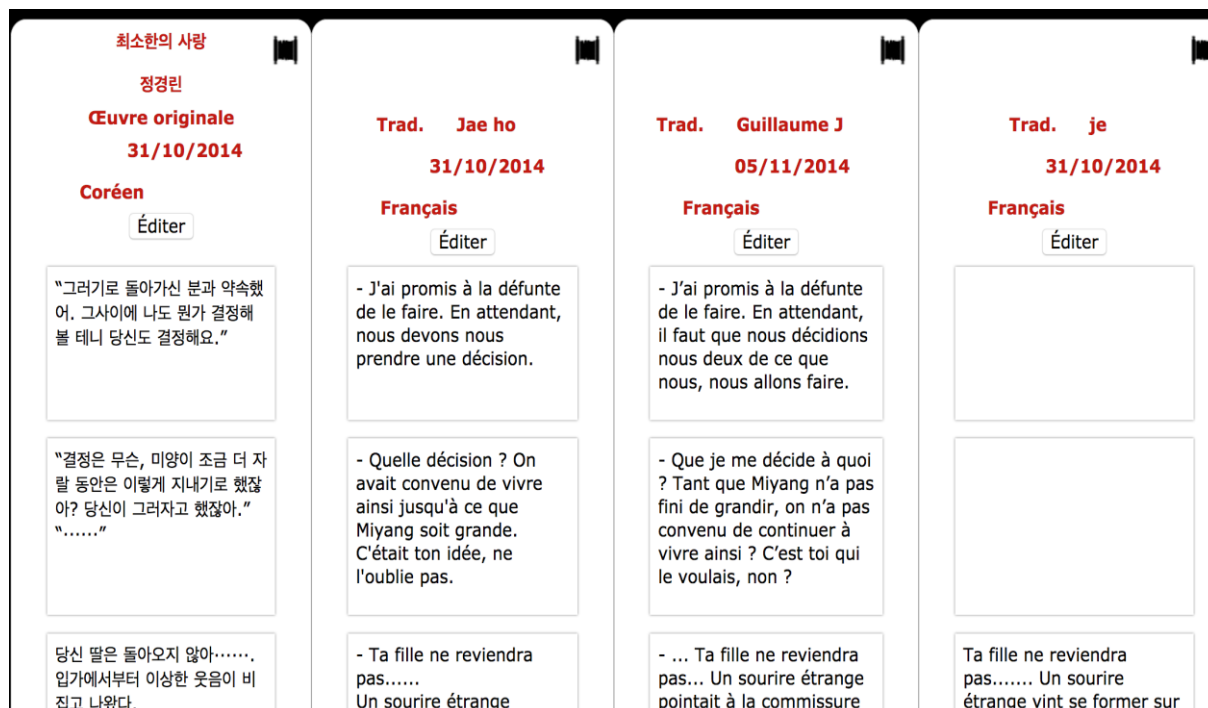 최소한의 사랑
정경린
Œuvre originale
31/10/2014
Coréen
Éditer
“그러기로 돌아가신 분과 약속했
어. 그사이에 나도 뭔가 결정해
볼 테니 당신도 결정해요.”
“결정은 무슨, 미양이 조금 더 자
랄 동안은 이렇게 지내기로 했잖
아? 당신이 그러자고 했잖아.”
“……”
당신 딸은 돌아오지 않아…….
입가에서부터 이상한 웃음이 비
집고 나왔다.
Trad. Jae ho
31/10/2014
Français
Éditer
- J'ai promis à la défunte
de le faire. En attendant,
nous devons nous
prendre une décision.
- Quelle décision ? On
avait convenu de vivre
ainsi jusqu'à ce que
Miyang soit grande.
C'était ton idée, ne
l'oublie pas.
- Ta fille ne reviendra
pas......
Un sourire étrange
Trad. Guillaume J
05/11/2014
Français
Éditer
- J’ai promis à la défunte
de le faire. En attendant,
il faut que nous décidions
nous deux de ce que
nous, nous allons faire.
- Que je me décide à quoi
? Tant que Miyang n’a pas
fini de grandir, on n’a pas
convenu de continuer à
vivre ainsi ? C’est toi qui
le voulais, non ?
- ... Ta fille ne reviendra
pas... Un sourire étrange
pointait à la commissure
Trad. je
31/10/2014
Français
Éditer
Ta fille ne reviendra
pas....... Un sourire
étrange vint se former sur